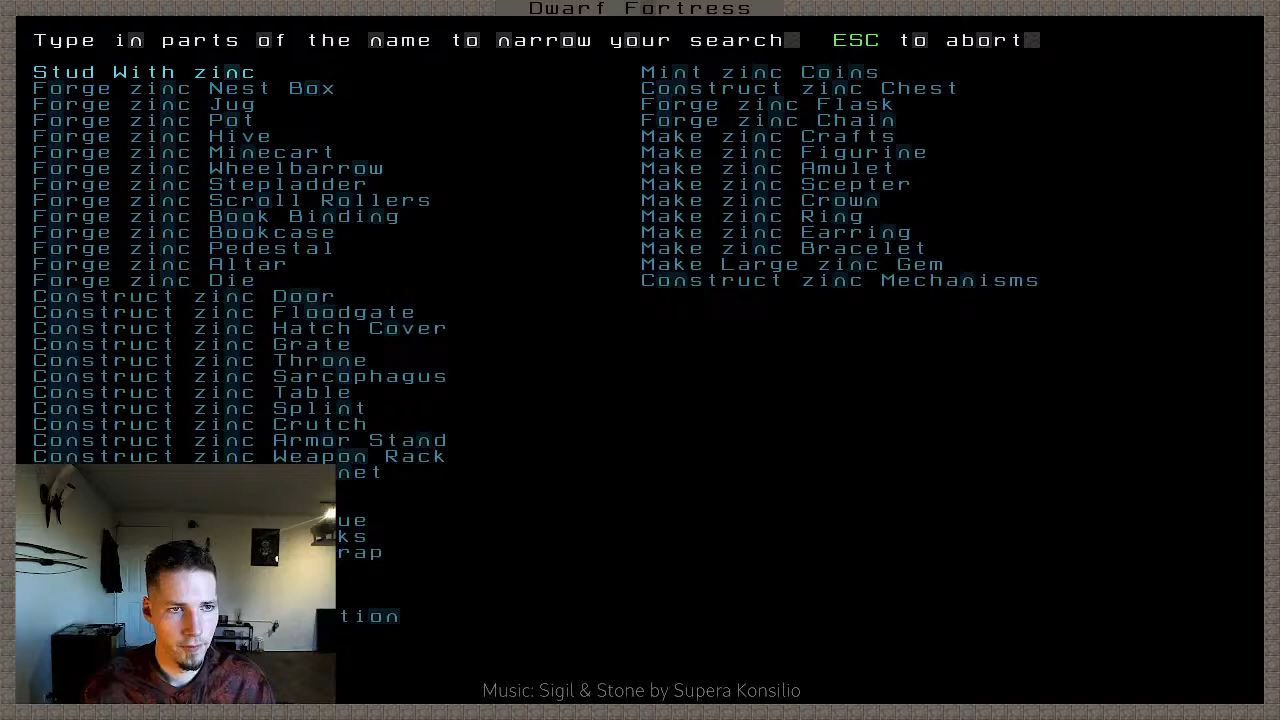 Dwarf Fortress
Type in parts of the name to narrow your search ESC to abort
Stud With zinc
Forge zinc Nest Box
Forge zinc Jug
Forge zinc Pot
Forge zinc Hive
Forge zinc Minecart
Forge zinc Wheelbarrow
Forge zinc Stepladder
Forge zinc Scroll Rollers
Forge zinc Book Binding
Forge zinc Bookcase
Forge zinc Pedestal
Forge zinc Altar
Forge zinc Die
Construct zinc Door
Construct zinc Floodgate
Construct zinc Hatch Cover
Construct zinc Grate
Construct zinc Throne
Construct zinc Sarcophagus
Construct zinc Table
Construct zinc Splint
Construct zinc Crutch
Construct zinc Armor Stand
Construct zinc Weapon Rack
net
ue
ks
rap
tion
Mint zinc Coins
Construct zinc Chest
Forge zinc Flask
Forge zinc Chain
Make zinc Crafts
Make zinc Figurine
Make zinc Amulet
Make zinc Scepter
Make zinc Crown
Make zinc Ring
Make zinc Earring
Make zinc Bracelet
Make Large zinc Gem
Construct zinc Mechanisms
Music: Sigil & Stone by Supera Konsilio